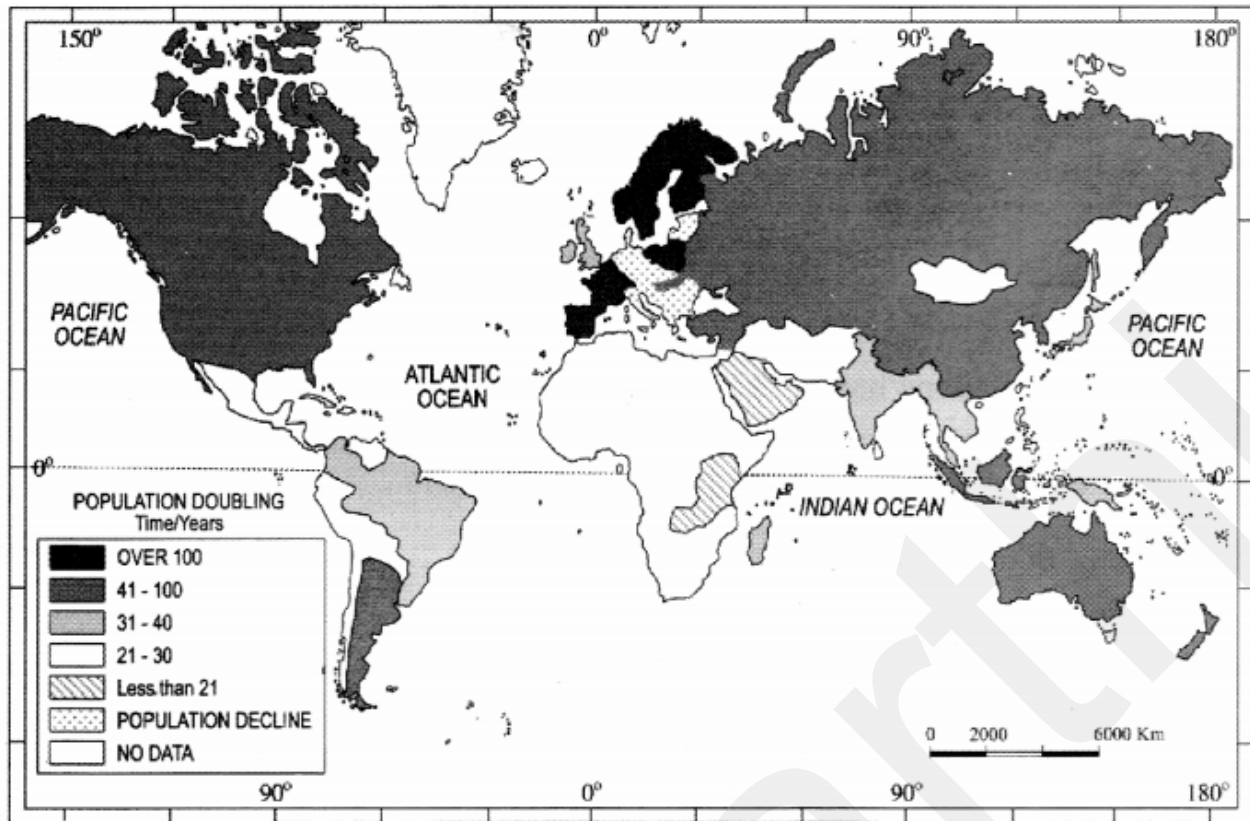 150°
0°
90°
180°
PACIFIC
OCEAN
ATLANTIC
OCEAN
PACIFIC
OCEAN
0°
0
0°
INDIAN OCEAN
POPULATION DOUBLING
Time/Years
OVER 100
41 - 100
31 - 40
21 - 30
Less than 21
POPULATION DECLINE
NO DATA
0 2000 6000 Km
90°
0°
90°
180°